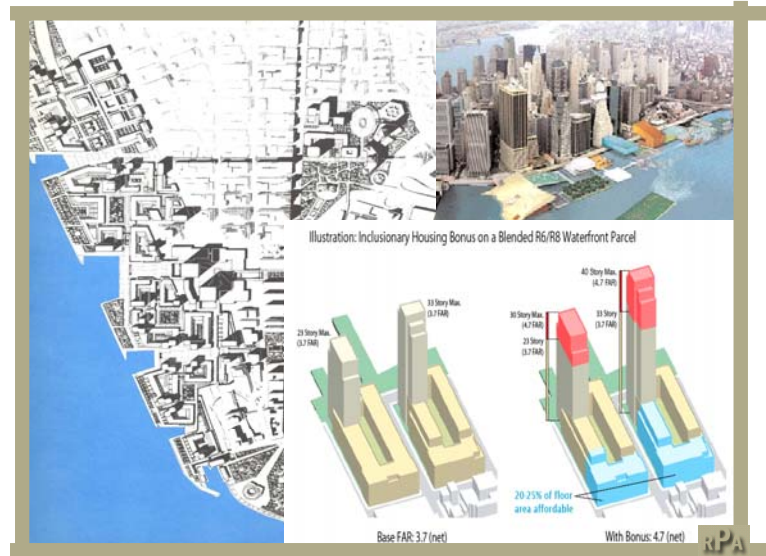 Illustration: Inclusionary Housing Bonus on a Blended R6/R8 Waterfront Parcel
23 Story Max.
(3.7 FAR)
33 Story Max.
(3.7 FAR)
30 Story Max.
(4.7 FAR)
23 Story
(3.7 FAR)
40 Story Max.
(4.7 FAR)
33 Story
(3.7 FAR)
20-25% of floor
area affordable
Base FAR: 3.7 (net)
With Bonus: 4.7 (net)
RPA